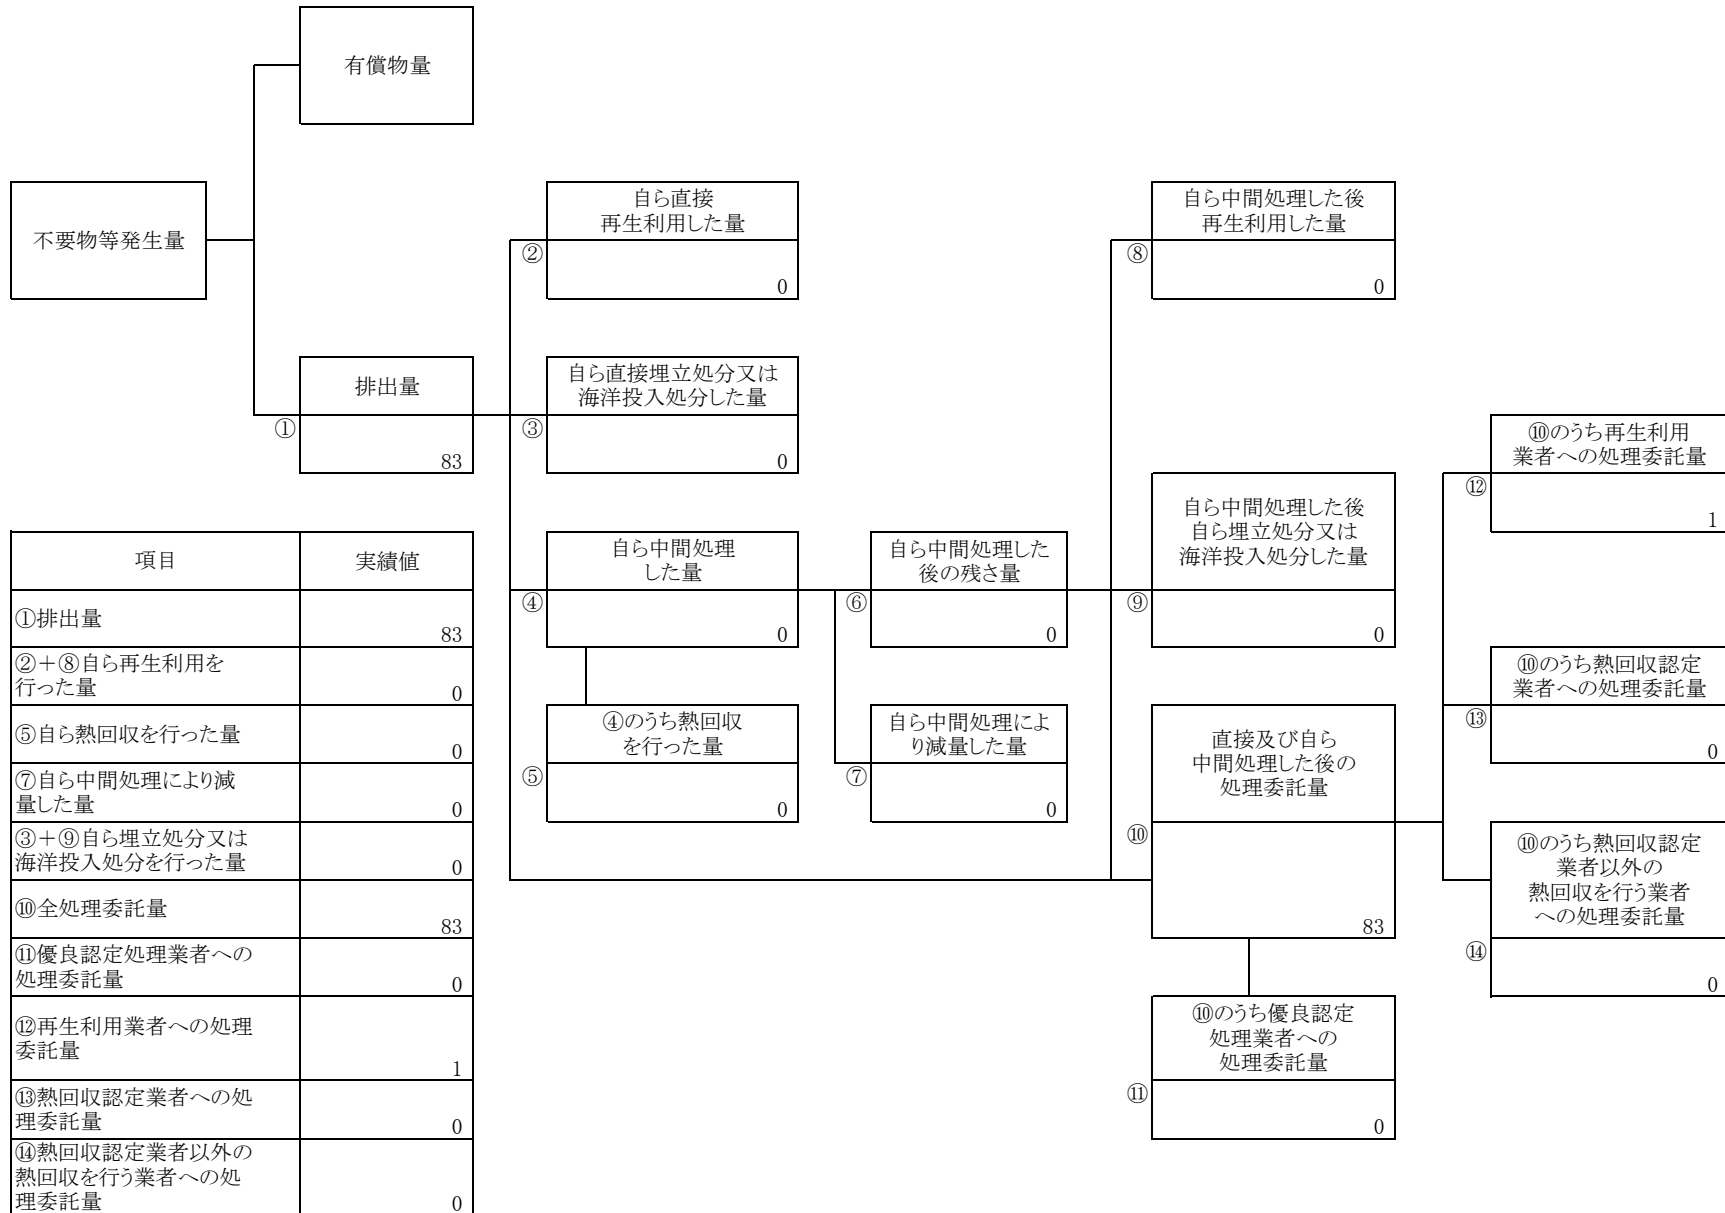 有償物量
不要物等発生量
自ら直接
再生利用した量
②
0
自ら中間処理した後
再生利用した量
⑧
0
排出量
①
83
自ら直接埋立処分又は
海洋投入処分した量
③
0
⑩のうち再生利用
業者への処理委託量
⑫
1
自ら中間処理
した量
④
0
自ら中間処理した
後の残さ量
⑥
0
自ら中間処理した後
自ら埋立処分又は
海洋投入処分した量
⑨
0
⑩のうち熱回収認定
業者への処理委託量
⑬
0
④のうち熱回収
を行った量
⑤
0
自ら中間処理によ
り減量した量
⑦
0
直接及び自ら
中間処理した後の
処理委託量
⑩
83
⑩のうち熱回収認定
業者以外の
熱回収を行う業者
への処理委託量
⑭
0
⑩のうち優良認定
処理業者への
処理委託量
⑪
0
項目
実績値
①排出量
83
②+⑧自ら再生利用を
行った量
0
⑤自ら熱回収を行った量
0
⑦自ら中間処理により減
量した量
0
③+⑨自ら埋立処分又は
海洋投入処分を行った量
0
⑩全処理委託量
83
⑪優良認定処理業者への
処理委託量
0
⑫再生利用業者への処理
委託量
1
⑬熱回収認定業者への処
理委託量
0
⑭熱回収認定業者以外の
熱回収を行う業者への処
理委託量
0